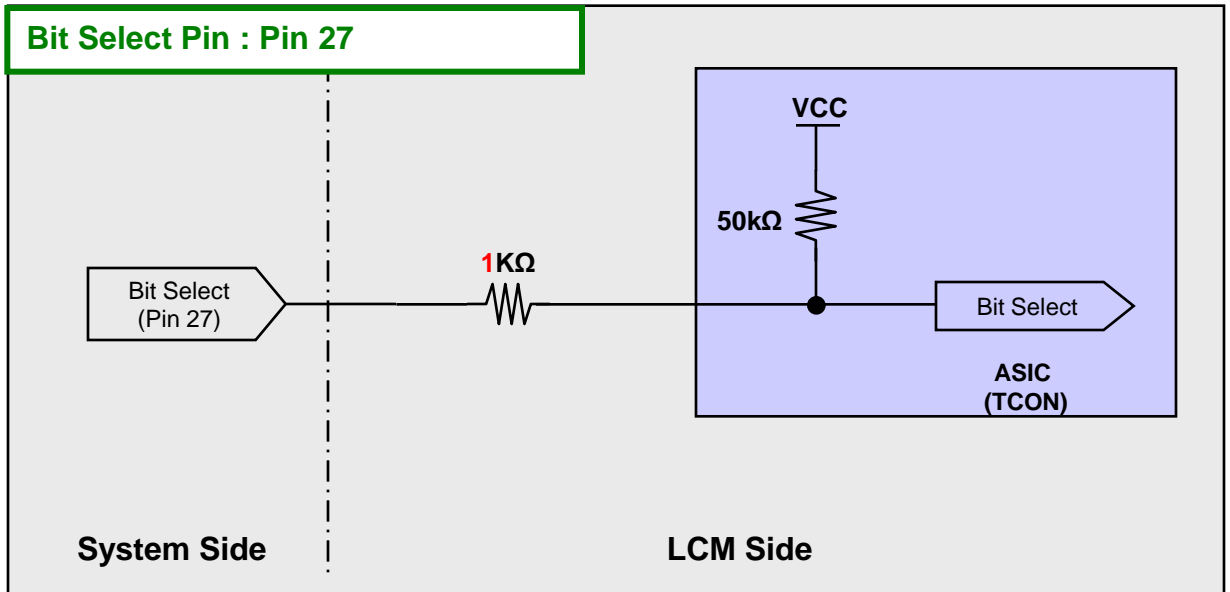 Bit Select Pin : Pin 27
VCC
50kΩ
1KΩ
Bit Select
(Pin 27)
Bit Select
ASIC
(TCON)
System Side
LCM Side